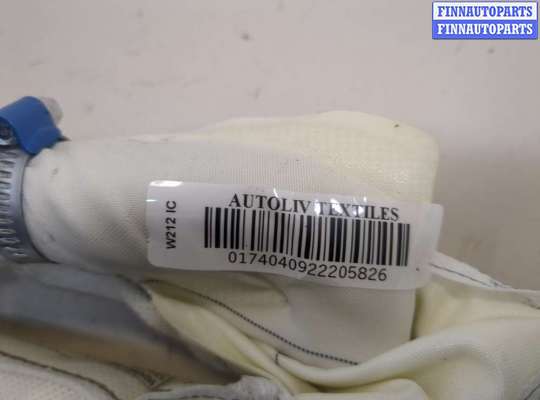 FINNAUTOPARTS
FINNAUTOPARTS
W212 IC
AUTOLIV TEXTILES
0174040922205826